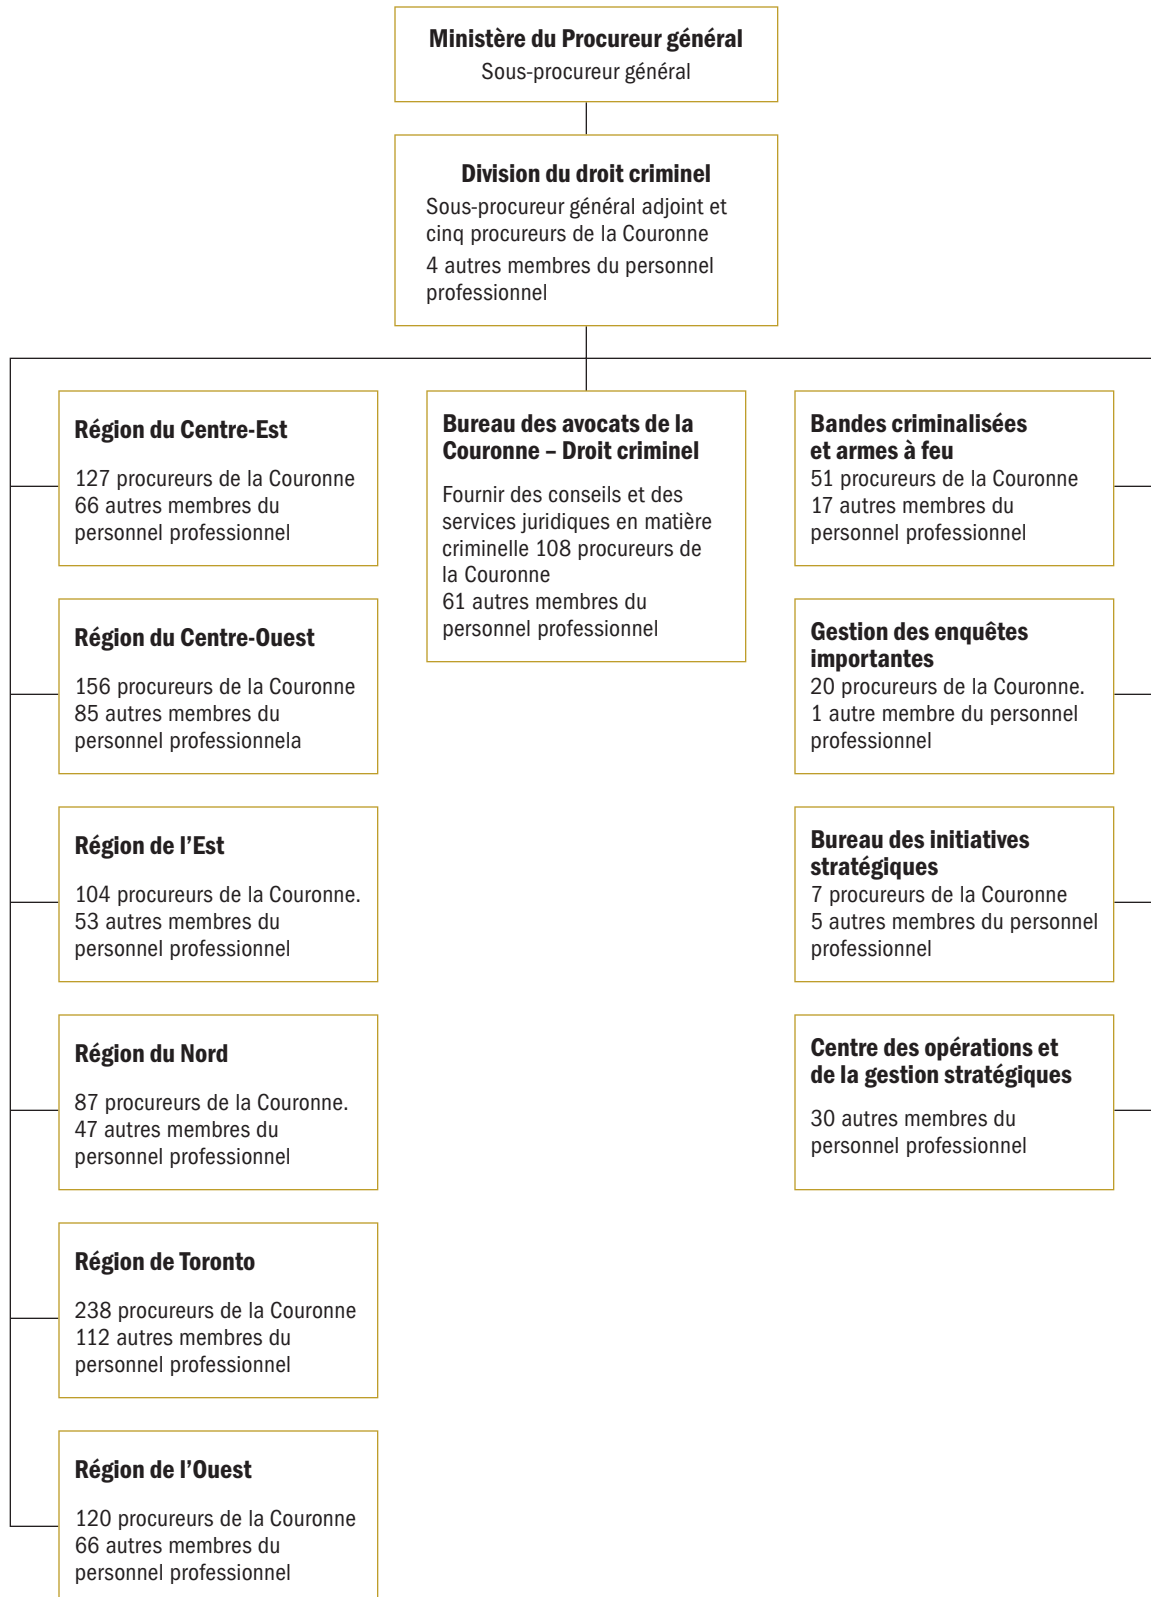 Ministère du Procureur général
Sous-procureur général
Division du droit criminel
Sous-procureur général adjoint et
cinq procureurs de la Couronne
4 autres membres du personnel
professionnel
Région du Centre-Est
127 procureurs de la Couronne
66 autres membres du
personnel professionnel
Région du Centre-Ouest
156 procureurs de la Couronne
85 autres membres du
personnel professionnela
Région de l’Est
104 procureurs de la Couronne.
53 autres membres du
personnel professionnel
Région du Nord
87 procureurs de la Couronne.
47 autres membres du
personnel professionnel
Région de Toronto
238 procureurs de la Couronne
112 autres membres du
personnel professionnel
Région de l’Ouest
120 procureurs de la Couronne
66 autres membres du
personnel professionnel
Bureau des avocats de la
Couronne – Droit criminel
Fournir des conseils et des
services juridiques en matière
criminelle 108 procureurs de
la Couronne
61 autres membres du
personnel professionnel
Bandes criminalisées
et armes à feu
51 procureurs de la Couronne
17 autres membres du
personnel professionnel
Gestion des enquêtes
importantes
20 procureurs de la Couronne.
1 autre membre du personnel
professionnel
Bureau des initiatives
stratégiques
7 procureurs de la Couronne
5 autres membres du personnel
professionnel
Centre des opérations et
de la gestion stratégiques
30 autres membres du
personnel professionnel